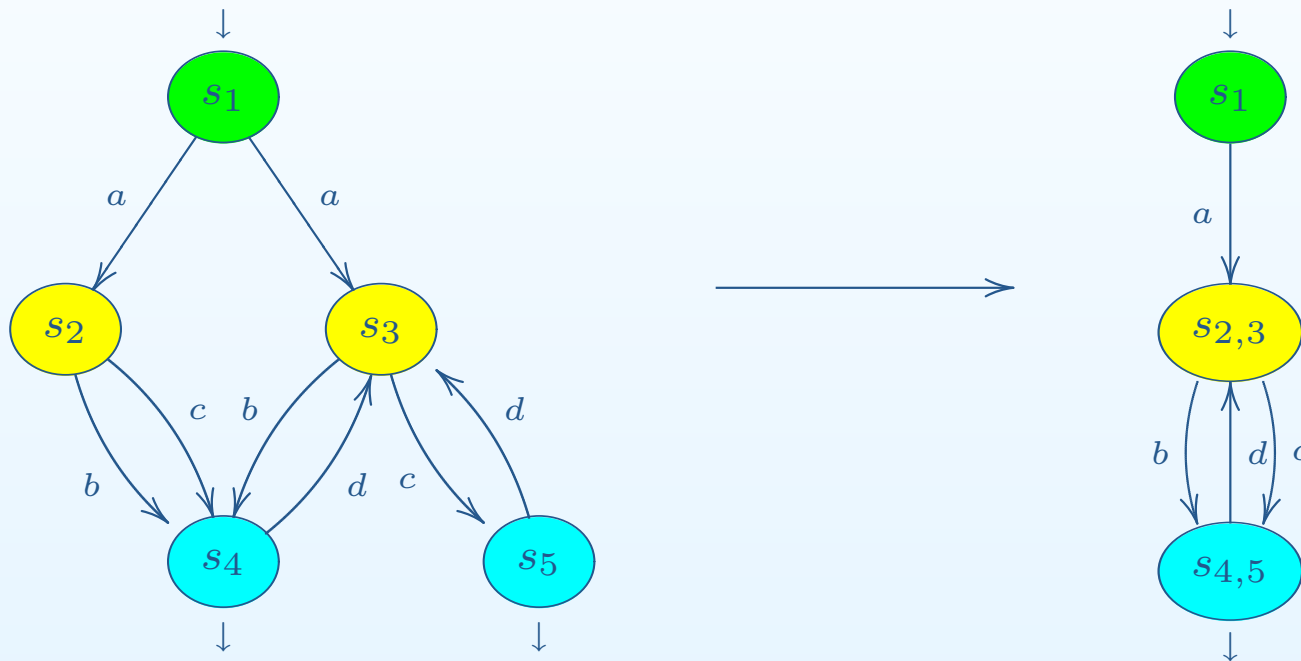 ↓ ↓
s1 s1
a a a
s2 s3 s2,3
b c b d c d b d c
s4 s5 s4,5
↓ ↓ ↓